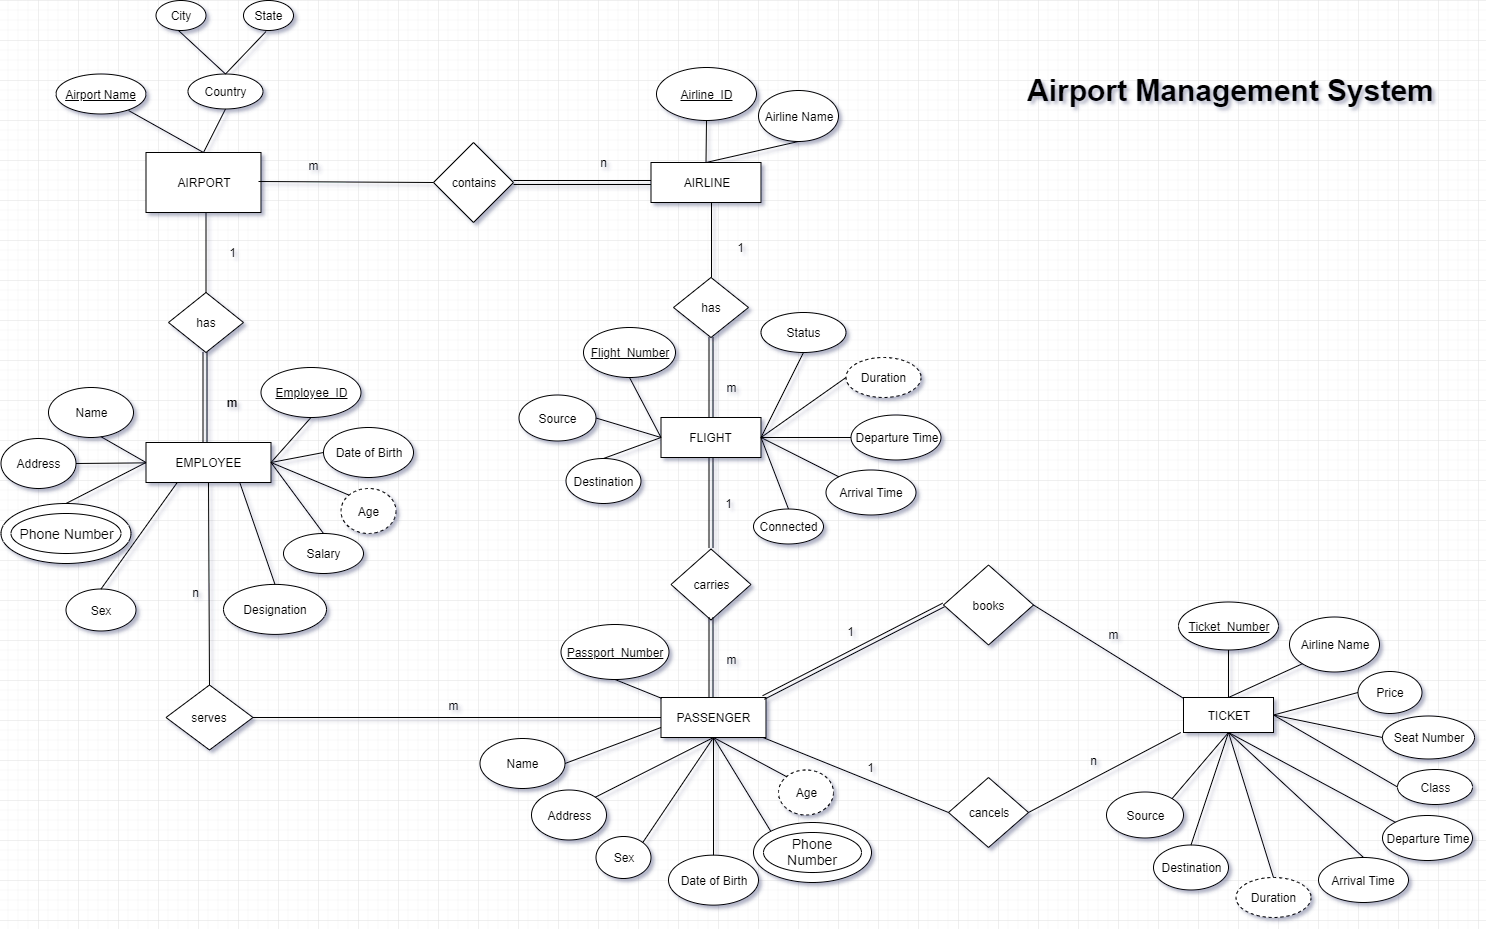 City
State
Airport Name
Country
Airline_ID
Airline Name
Airport Management System
AIRPORT
m
contains
n
AIRLINE
1
1
has
has
Flight_Number
Status
Duration
m
m
Name
Employee_ID
Source
FLIGHT
Departure Time
Address
EMPLOYEE
Date of Birth
Destination
Arrival Time
Age
1
Connected
Phone Number
Salary
n
carries
books
Sex
Designation
1
m
Ticket_Number
Airline Name
Passport_Number
m
Price
serves
m
PASSENGER
TICKET
Seat Number
Name
1
n
Class
Age
Address
cancels
Source
Departure Time
Sex
Phone
Number
Date of Birth
Destination
Arrival Time
Duration